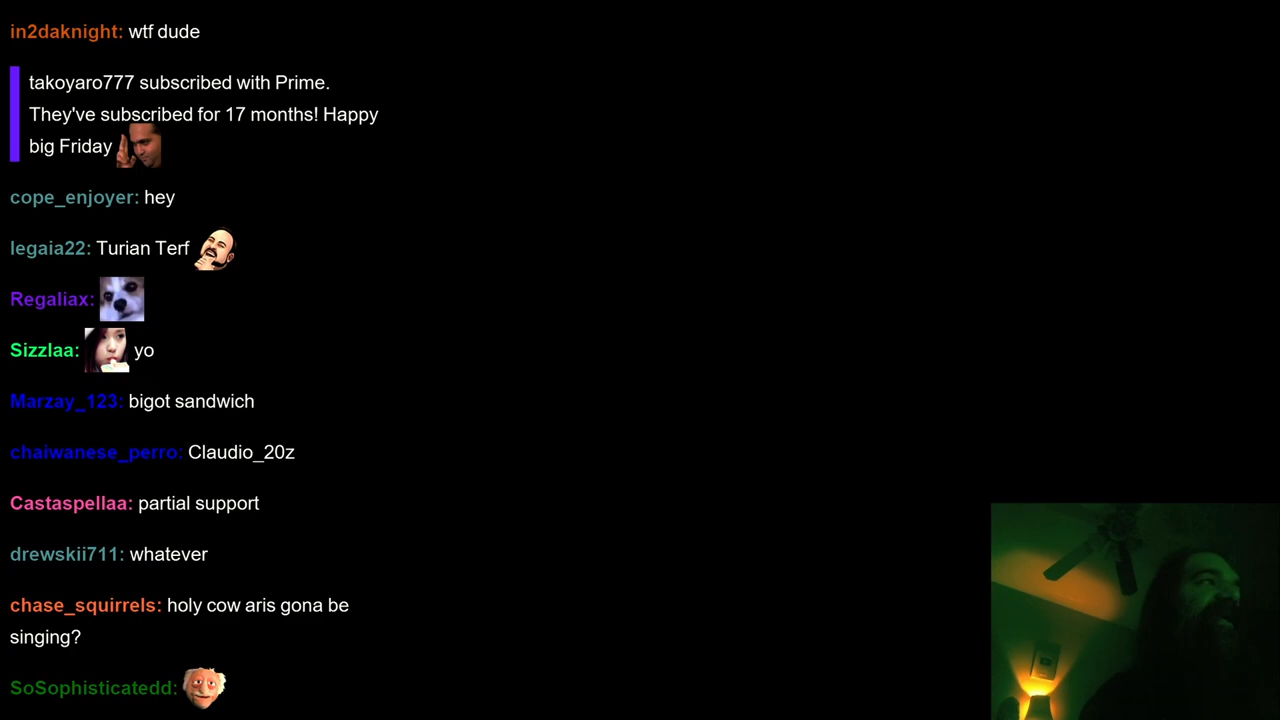 in2daknight: wtf dude
takoyaro777 subscribed with Prime.
They've subscribed for 17 months! Happy
big Friday
cope_enjoyer: hey
legaia22: Turian Terf
Regaliax:
Sizzlaa: yo
Marzay_123: bigot sandwich
chaiwanese_perro: Claudio_20z
Castaspellaa: partial support
drewskii711: whatever
chase_squirrels: holy cow aris gona be
singing?
SoSophisticatedd: